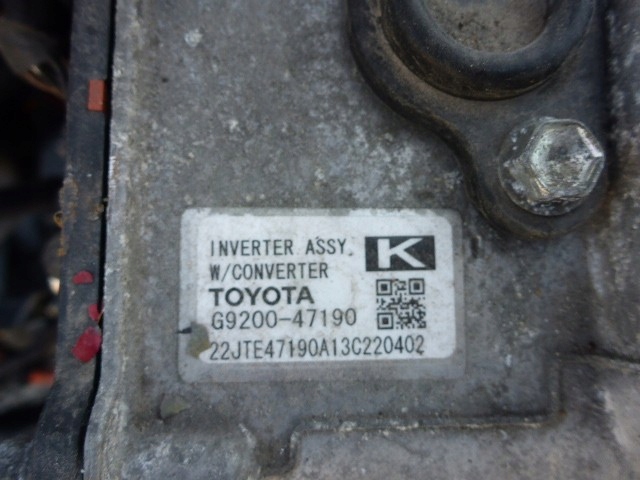 INVERTER ASSY,
W/CONVERTER
K
TOYOTA
G9200-47190
22JTE47190A13C220402